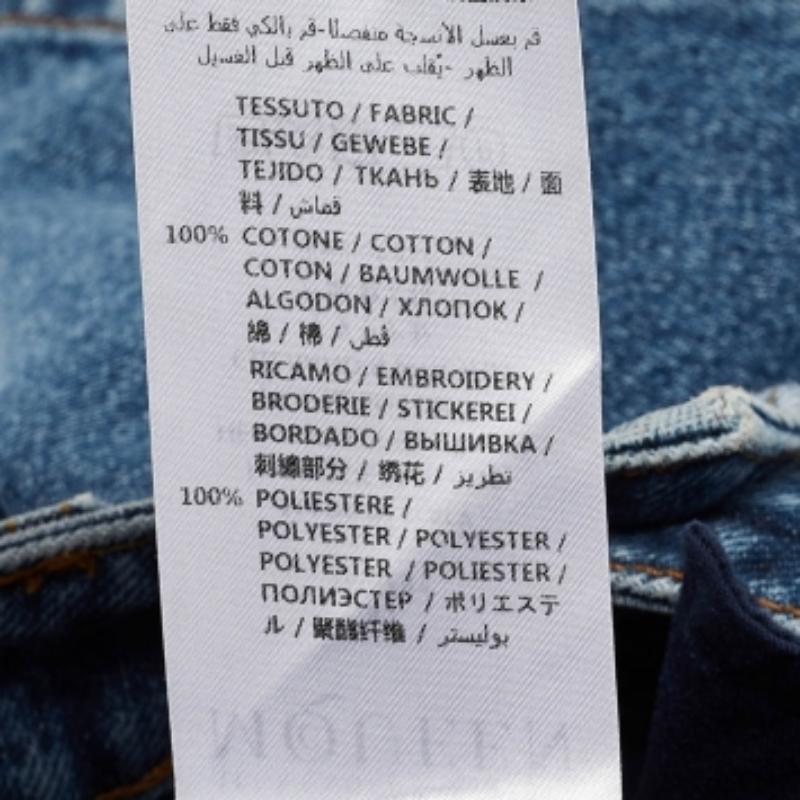 قم بغسل الأنسجة منفصلا-قم بالكي فقط على
الظهر -يُقلب على الظهر قبل الغسيل
TESSUTO / FABRIC /
TISSU / GEWEBE /
TEJIDO / ТКАНЬ / 表地 / 面
料 / قماش
100% COTONE / COTTON /
COTON / BAUMWOLLE /
ALGODON / ХЛОПОК /
綿 / 棉 / قطن
RICAMO / EMBROIDERY /
BRODERIE / STICKEREI /
BORDADO / ВЫШИВКА /
刺繍部分 / 绣花 / تطريز
100% POLIESTERE /
POLYESTER / POLYESTER /
POLYESTER / POLIESTER /
ПОЛИЭСТЕР / ポリエステ
ル / 聚酯纤维 / بوليستر
MQUEEN